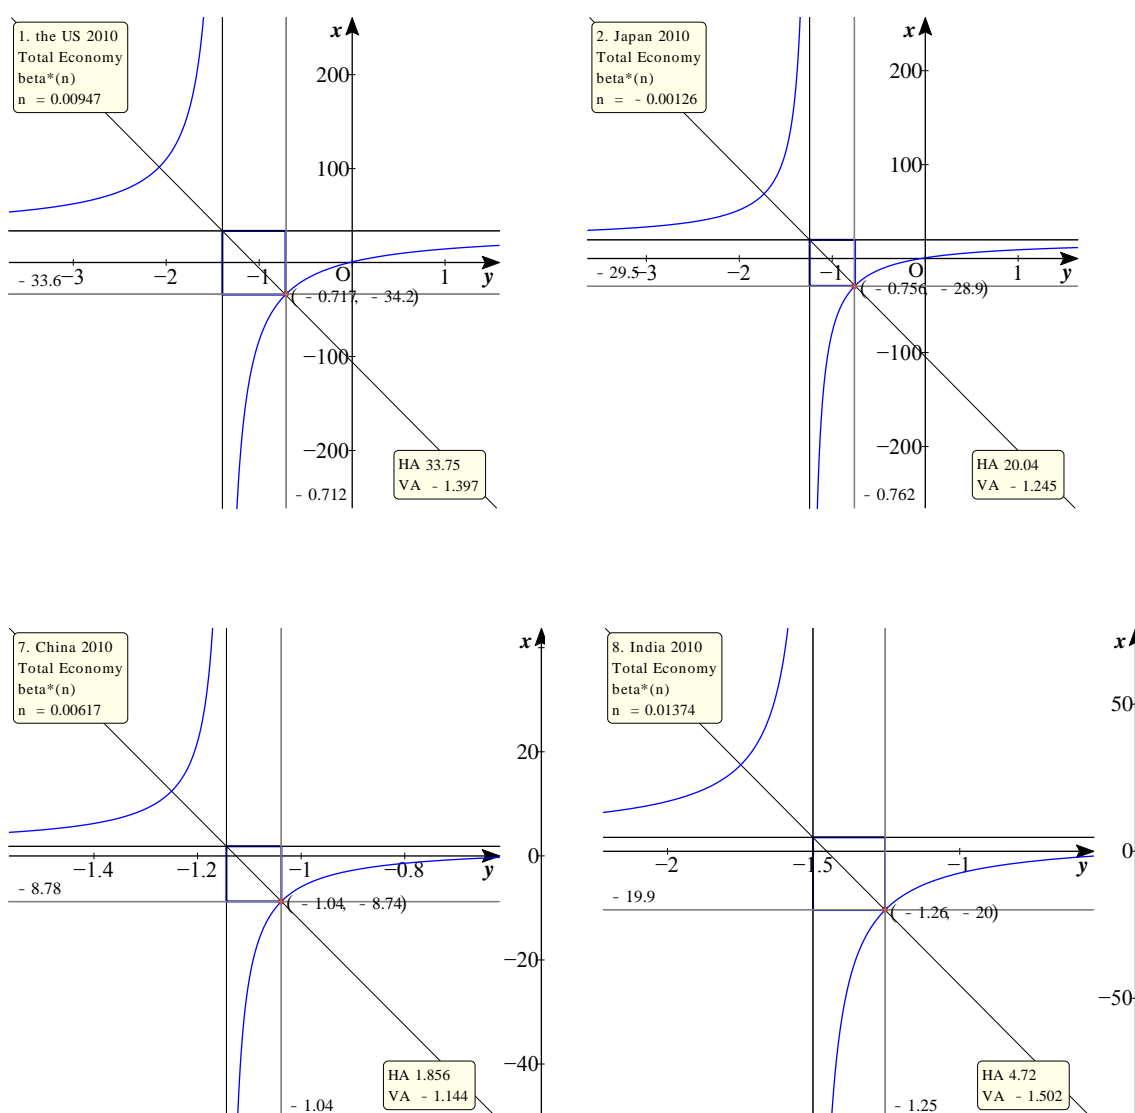 1. the US 2010
Total Economy
beta*(n)
n = 0.00947
x
200
100
- 33.6
−3
−2
−1
O
1
y
( - 0.717, - 34.2)
−100
−200
HA 33.75
VA - 1.397
- 0.712
2. Japan 2010
Total Economy
beta*(n)
n = - 0.00126
x
200
100
- 29.5
−3
−2
−1
O
1
y
( - 0.756, - 28.9)
−100
−200
HA 20.04
VA - 1.245
- 0.762
7. China 2010
Total Economy
beta*(n)
n = 0.00617
x
20
0
−1.4
−1.2
−1
−0.8
y
- 8.78
( - 1.04, - 8.74)
−20
−40
HA 1.856
VA - 1.144
- 1.04
8. India 2010
Total Economy
beta*(n)
n = 0.01374
x
50
0
−2
−1.5
−1
y
- 19.9
( - 1.26, - 20)
−50
HA 4.72
VA - 1.502
- 1.25